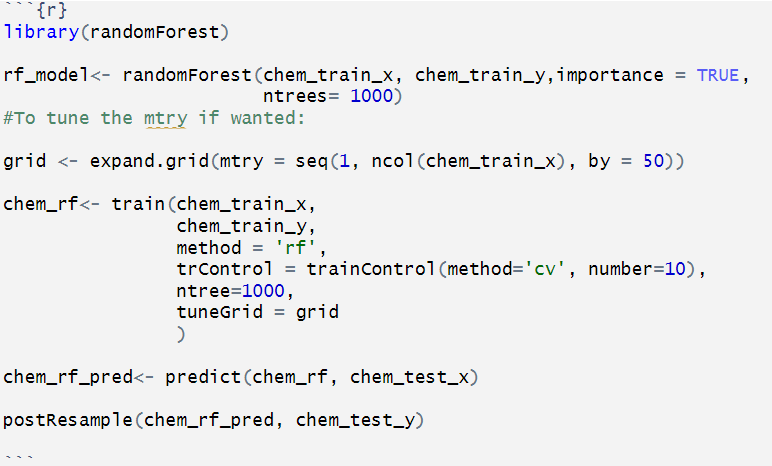 ```{r}
library(randomForest)
rf_model<- randomForest(chem_train_x, chem_train_y,importance = TRUE,
ntrees= 1000)
#To tune the mtry if wanted:
grid <- expand.grid(mtry = seq(1, ncol(chem_train_x), by = 50))
chem_rf<- train(chem_train_x,
chem_train_y,
method = 'rf',
trControl = trainControl(method='cv', number=10),
ntree=1000,
tuneGrid = grid
)
chem_rf_pred<- predict(chem_rf, chem_test_x)
postResample(chem_rf_pred, chem_test_y)
```